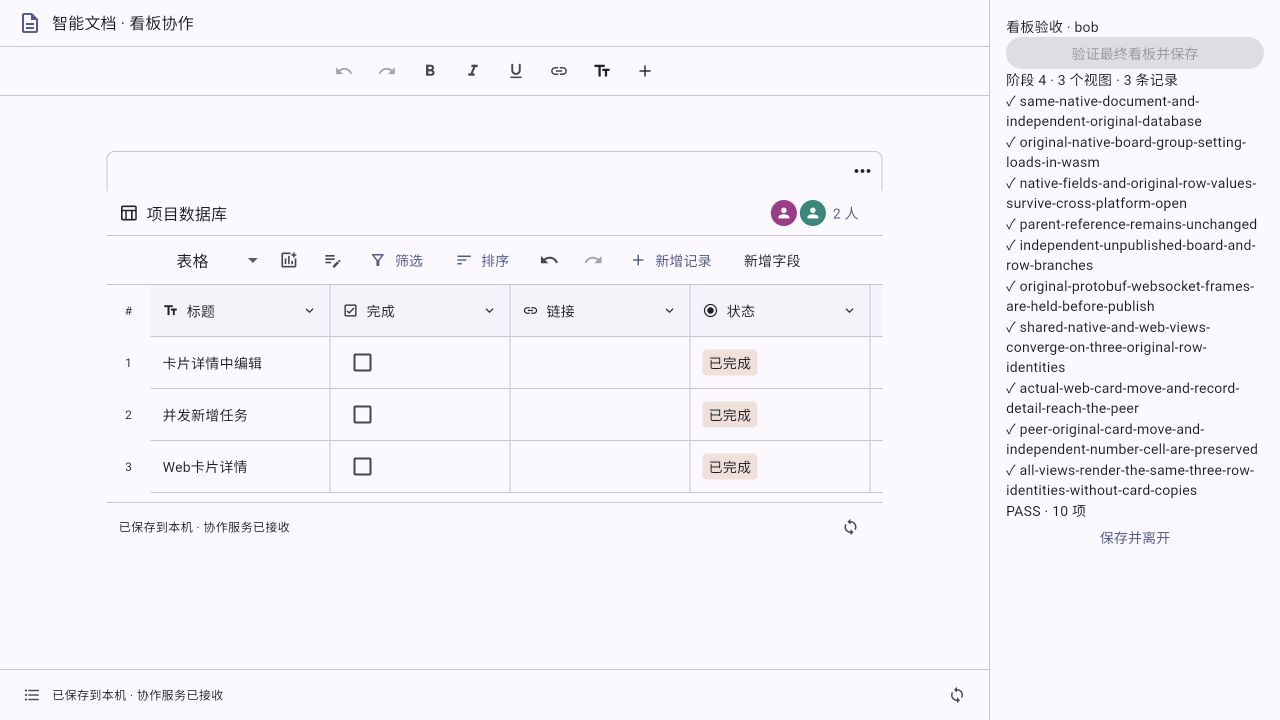 智能文档 · 看板协作
B I U Tt
项目数据库
2 人
表格
筛选
排序
新增记录
新增字段
# Tt 标题 完成 链接 状态
1 卡片详情中编辑 已完成
2 并发新增任务 已完成
3 Web卡片详情 已完成
已保存到本机 · 协作服务已接收
已保存到本机 · 协作服务已接收
看板验收 · bob
验证最终看板并保存
阶段 4 · 3 个视图 · 3 条记录
✓ same-native-document-and-
independent-original-database
✓ original-native-board-group-setting-
loads-in-wasm
✓ native-fields-and-original-row-values-
survive-cross-platform-open
✓ parent-reference-remains-unchanged
✓ independent-unpublished-board-and-
row-branches
✓ original-protobuf-websocket-frames-
are-held-before-publish
✓ shared-native-and-web-views-
converge-on-three-original-row-
identities
✓ actual-web-card-move-and-record-
detail-reach-the-peer
✓ peer-original-card-move-and-
independent-number-cell-are-preserved
✓ all-views-render-the-same-three-row-
identities-without-card-copies
PASS · 10 项
保存并离开